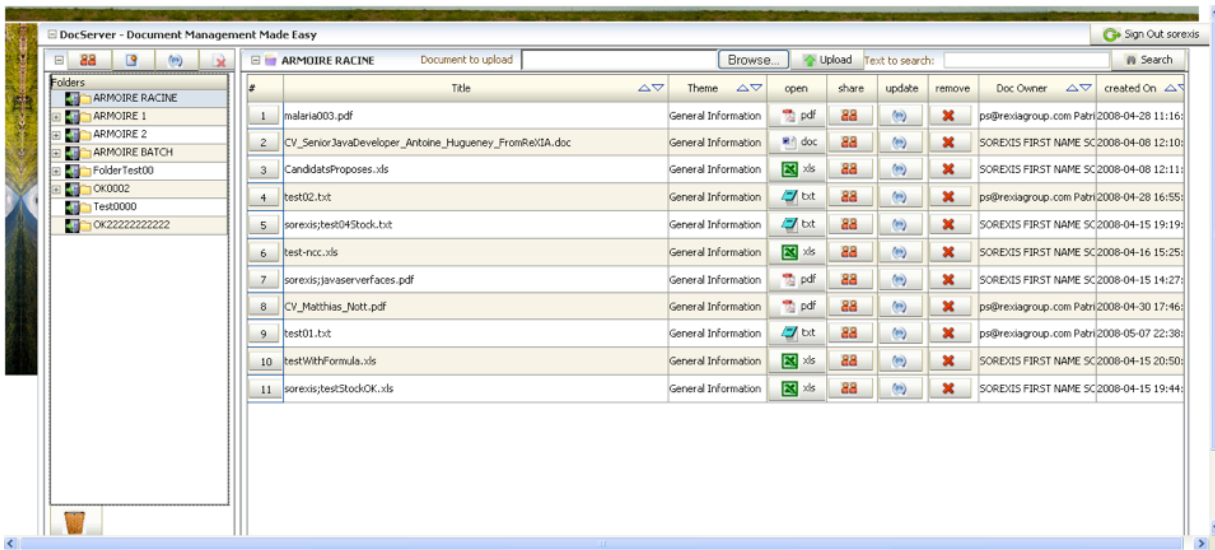 DocServer - Document Management Made Easy
Sign Out sorexis
ARMOIRE RACINE Document to upload Browse... Upload Text to search: Search
Folders
ARMOIRE RACINE
ARMOIRE 1
ARMOIRE 2
ARMOIRE BATCH
FolderTest00
OK0002
Test0000
OK22222222222
# Title Theme open share update remove Doc Owner created On
1 malaria003.pdf General Information pdf ps@rexiagroup.com Patri 2008-04-28 11:16:
2 CV_SeniorJavaDeveloper_Antoine_Hugueney_FromReXIA.doc General Information doc SOREXIS FIRST NAME SC 2008-04-08 12:10:
3 CandidatsProposes.xls General Information xls SOREXIS FIRST NAME SC 2008-04-08 12:11:
4 test02.txt General Information txt ps@rexiagroup.com Patri 2008-04-28 16:55:
5 sorexis;test04Stock.txt General Information txt SOREXIS FIRST NAME SC 2008-04-15 19:19:
6 test-ncc.xls General Information xls SOREXIS FIRST NAME SC 2008-04-16 15:25:
7 sorexis;javaserverfaces.pdf General Information pdf SOREXIS FIRST NAME SC 2008-04-15 14:27:
8 CV_Matthias_Nott.pdf General Information pdf ps@rexiagroup.com Patri 2008-04-30 17:46:
9 test01.txt General Information txt ps@rexiagroup.com Patri 2008-05-07 22:38:
10 testWithFormula.xls General Information xls SOREXIS FIRST NAME SC 2008-04-15 20:50:
11 sorexis;testStockOK.xls General Information xls SOREXIS FIRST NAME SC 2008-04-15 19:44: